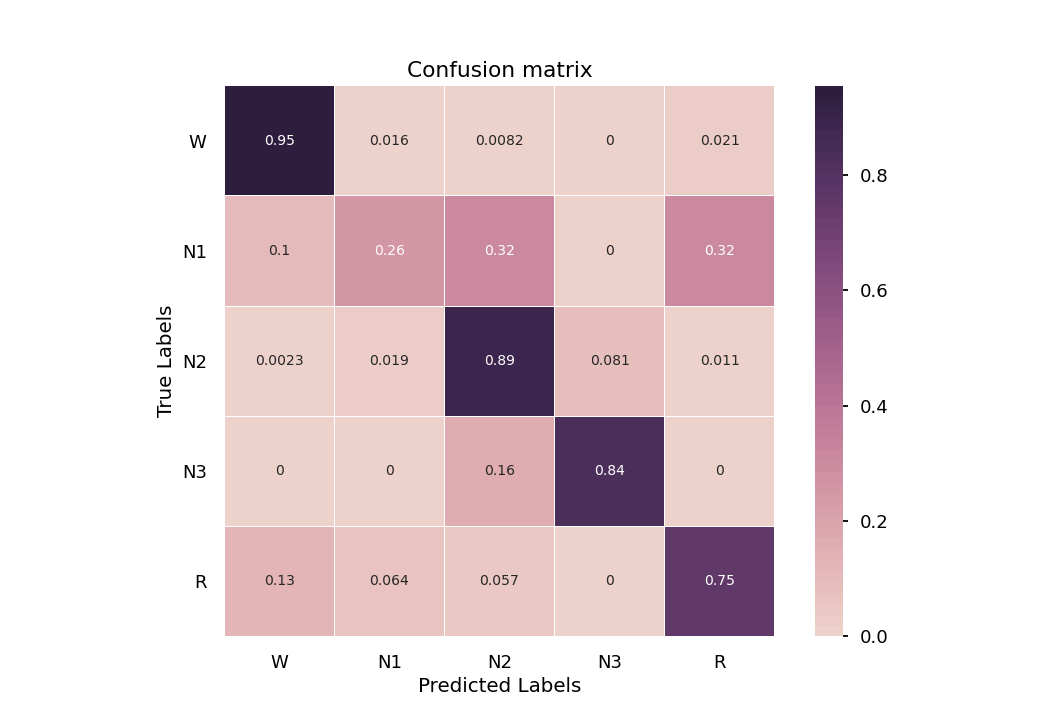 Confusion matrix
W 0.95 0.016 0.0082 0 0.021
N1 0.1 0.26 0.32 0 0.32
N2 0.0023 0.019 0.89 0.081 0.011
N3 0 0 0.16 0.84 0
R 0.13 0.064 0.057 0 0.75
W N1 N2 N3 R
Predicted Labels
True Labels
0.8
0.6
0.4
0.2
0.0